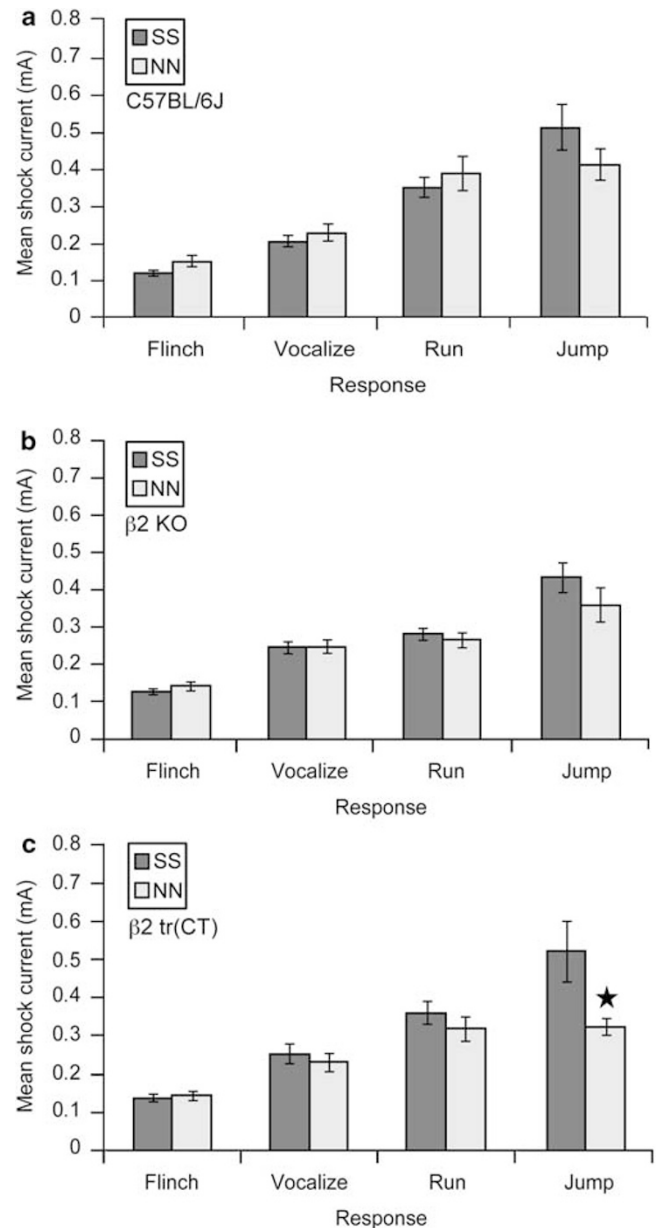 a
Mean shock current (mA)
0.8
0.7
0.6
0.5
0.4
0.3
0.2
0.1
0
SS
NN
C57BL/6J
Flinch Vocalize Run Jump
Response
b
Mean shock current (mA)
0.8
0.7
0.6
0.5
0.4
0.3
0.2
0.1
0
SS
NN
β2 KO
Flinch Vocalize Run Jump
Response
c
Mean shock current (mA)
0.8
0.7
0.6
0.5
0.4
0.3
0.2
0.1
0
SS
NN
β2 tr(CT)
Flinch Vocalize Run Jump
Response